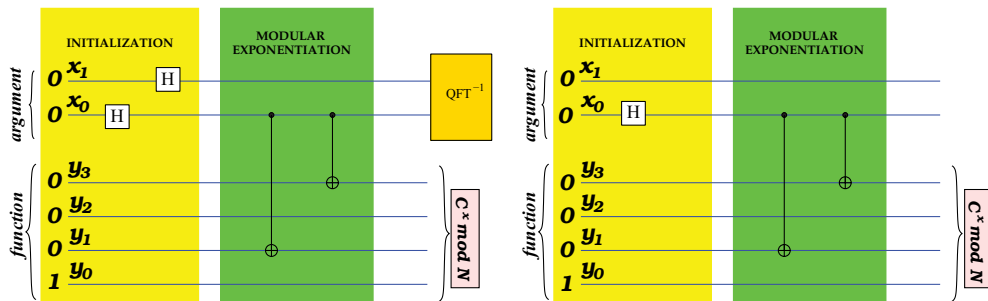 INITIALIZATION
MODULAR
EXPONENTIATION
argument
0 x₁
H
0 x₀
H
QFT⁻¹
function
0 y₃
0 y₂
0 y₁
1 y₀
Cˣ mod N
INITIALIZATION
MODULAR
EXPONENTIATION
argument
0 x₁
0 x₀
H
function
0 y₃
0 y₂
0 y₁
1 y₀
Cˣ mod N